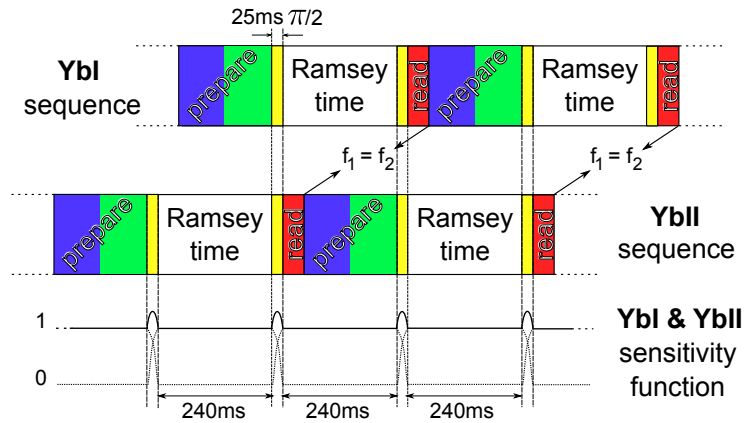 25ms π/2
YbI
sequence
prepare
Ramsey
time
read
prepare
Ramsey
time
read
f₁ = f₂
f₁ = f₂
prepare
Ramsey
time
read
prepare
Ramsey
time
read
YbII
sequence
1
0
YbI & YbII
sensitivity
function
240ms
240ms
240ms